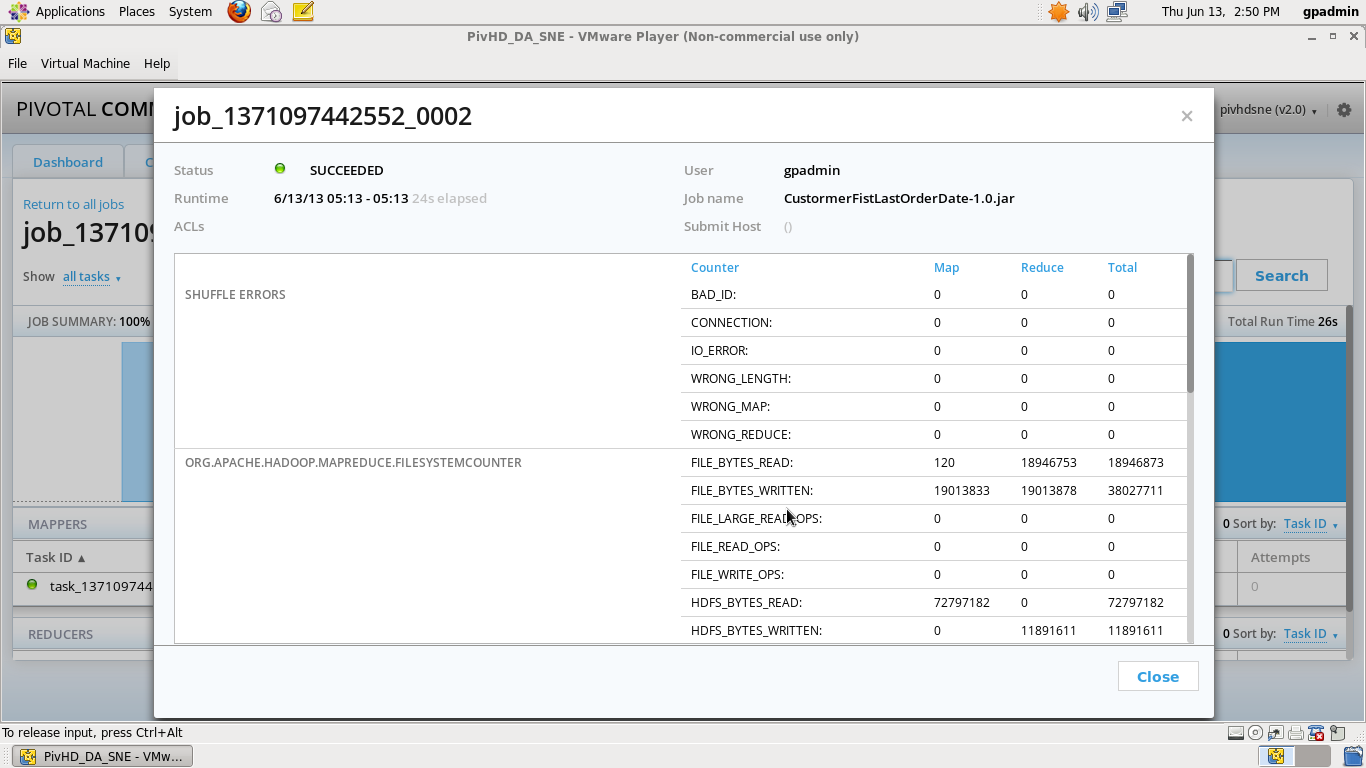 Applications Places System Thu Jun 13, 2:50 PM gpadmin
PivHD_DA_SNE - VMware Player (Non-commercial use only)
File Virtual Machine Help
PIVOTAL COMM pivhdsne (v2.0)
job_1371097442552_0002 ×
Dashboard C
Status SUCCEEDED User gpadmin
Runtime 6/13/13 05:13 - 05:13 24s elapsed Job name CustormerFistLastOrderDate-1.0.jar
ACLs Submit Host ()
Return to all jobs
job_13710
Show all tasks Search
JOB SUMMARY: 100% Total Run Time 26s
Counter Map Reduce Total
SHUFFLE ERRORS BAD_ID: 0 0 0
CONNECTION: 0 0 0
IO_ERROR: 0 0 0
WRONG_LENGTH: 0 0 0
WRONG_MAP: 0 0 0
WRONG_REDUCE: 0 0 0
ORG.APACHE.HADOOP.MAPREDUCE.FILESYSTEMCOUNTER FILE_BYTES_READ: 120 18946753 18946873
FILE_BYTES_WRITTEN: 19013833 19013878 38027711
FILE_LARGE_READ_OPS: 0 0 0
FILE_READ_OPS: 0 0 0
FILE_WRITE_OPS: 0 0 0
HDFS_BYTES_READ: 72797182 0 72797182
HDFS_BYTES_WRITTEN: 0 11891611 11891611
MAPPERS 0 Sort by: Task ID
Task ID Attempts
task_137109744 0
REDUCERS 0 Sort by: Task ID
Close
To release input, press Ctrl+Alt
PivHD_DA_SNE - VMw...